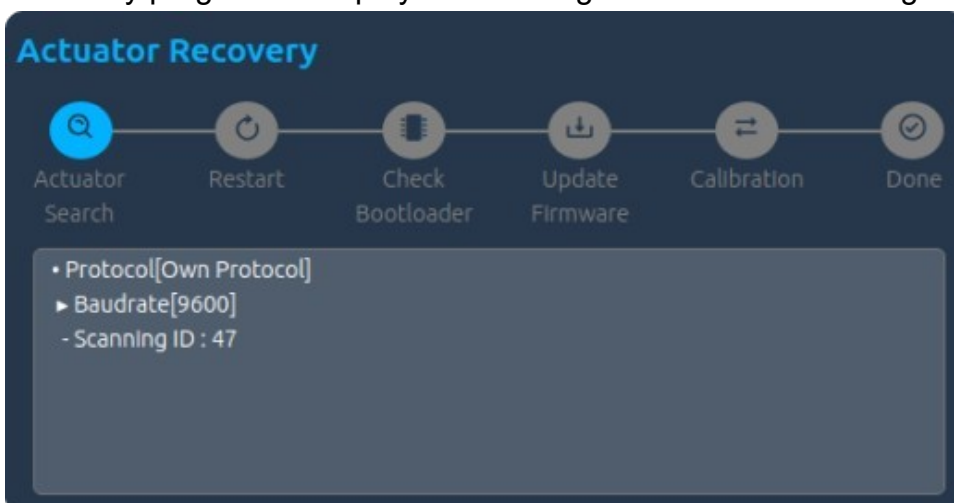 Actuator Recovery
Actuator Search
Restart
Check Bootloader
Update Firmware
Calibration
Done
• Protocol[Own Protocol]
▸ Baudrate[9600]
- Scanning ID : 47